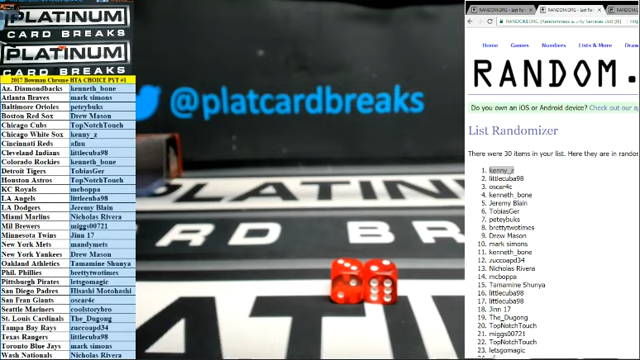 PLATINUM
CARD BREAKS
PLATINUM
CARD BREAKS
2017 Bowman Chrome HTA CHOICE PYT #1
Az. Diamondbacks kenneth_bone
Atlanta Braves mark simons
Baltimore Orioles peteybuks
Boston Red Sox Drew Mason
Chicago Cubs TopNotchTouch
Chicago White Sox kenny_z
Cincinnati Reds
Cleveland Indians littlecuba98
Colorado Rockies kenneth_bone
Detroit Tigers TobiasGer
Houston Astros TopNotchTouch
KC Royals mcboppa
LA Angels littlecuba98
LA Dodgers Jeremy Blain
Miami Marlins Nicholas Rivera
Mil Brewers miggs00721
Minnesota Twins Jinn 17
New York Mets mandymets
New York Yankees Drew Mason
Oakland Athletics Tamamine Shunya
Phil. Phillies brettytwotimes
Pittsburgh Pirates letsgomagic
San Diego Padres Hisashi Motohashi
San Fran Giants oscar4c
Seattle Mariners coolstorybro
St. Louis Cardinals The_Dugong
Tampa Bay Rays zuccoapd34
Texas Rangers littlecuba98
Toronto Blue Jays mark simons
Wash Nationals Nicholas Rivera
@platcardbreaks
PLATINUM
CARD BR
Home Games Numbers Lists & More
RANDOM.
Do you own an iOS or Android device? Check out our
List Randomizer
There were 30 items in your list. Here they are in random
1. kenny_z
2. littlecuba98
3. oscar4c
4. kenneth_bone
5. Jeremy Blain
6. TobiasGer
7. peteybuks
8. brettytwotimes
9. Drew Mason
10. mark simons
11. kenneth_bone
12. zuccoapd34
13. Nicholas Rivera
14. mcboppa
15. Tamamine Shunya
16. littlecuba98
17. littlecuba98
18. Jinn 17
19. The_Dugong
20. TopNotchTouch
21. miggs00721
22. TopNotchTouch
23. letsgomagic